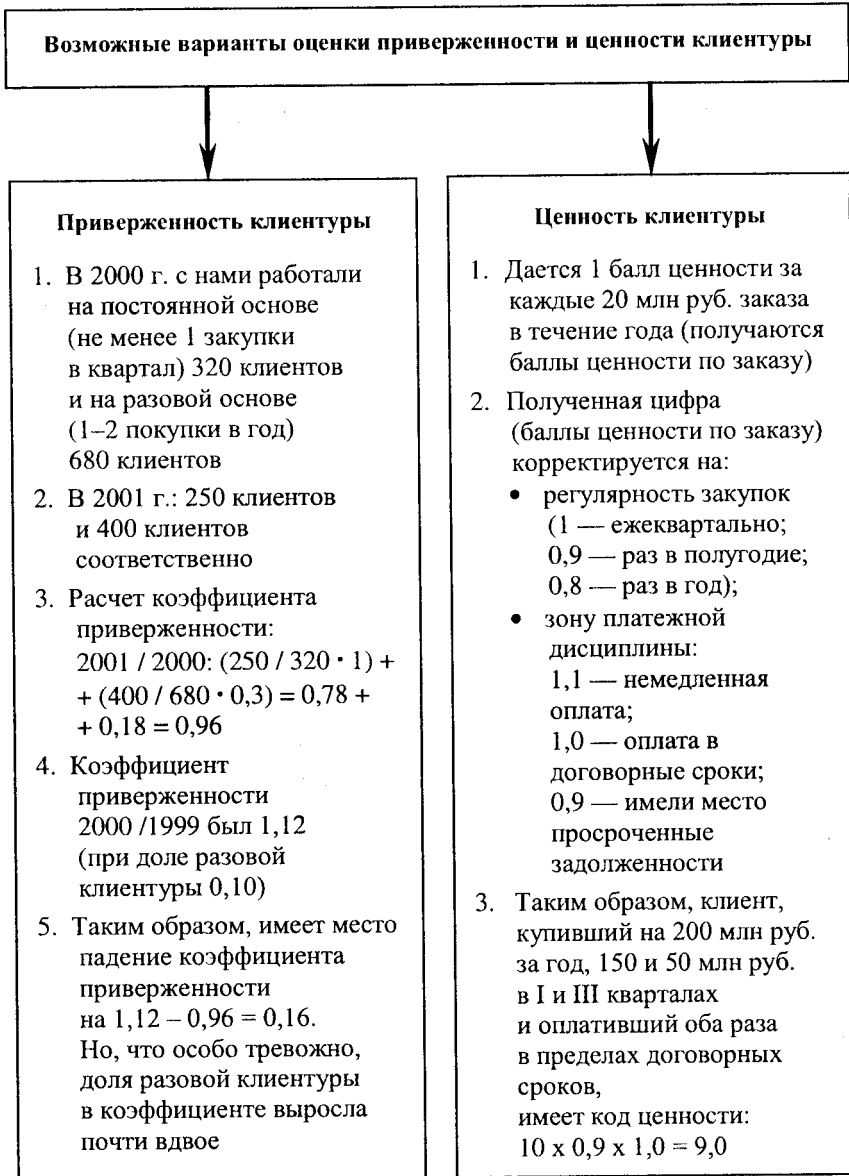 Возможные варианты оценки приверженности и ценности клиентуры
Приверженность клиентуры
1. В 2000 г. с нами работали
на постоянной основе
(не менее 1 закупки
в квартал) 320 клиентов
и на разовой основе
(1–2 покупки в год)
680 клиентов
2. В 2001 г.: 250 клиентов
и 400 клиентов
соответственно
3. Расчет коэффициента
приверженности:
2001 / 2000: (250 / 320 · 1) +
+ (400 / 680 · 0,3) = 0,78 +
+ 0,18 = 0,96
4. Коэффициент
приверженности
2000 /1999 был 1,12
(при доле разовой
клиентуры 0,10)
5. Таким образом, имеет место
падение коэффициента
приверженности
на 1,12 – 0,96 = 0,16.
Но, что особо тревожно,
доля разовой клиентуры
в коэффициенте выросла
почти вдвое
Ценность клиентуры
1. Дается 1 балл ценности за
каждые 20 млн руб. заказа
в течение года (получаются
баллы ценности по заказу)
2. Полученная цифра
(баллы ценности по заказу)
корректируется на:
• регулярность закупок
(1 — ежеквартально;
0,9 — раз в полугодие;
0,8 — раз в год);
• зону платежной
дисциплины:
1,1 — немедленная
оплата;
1,0 — оплата в
договорные сроки;
0,9 — имели место
просроченные
задолженности
3. Таким образом, клиент,
купивший на 200 млн руб.
за год, 150 и 50 млн руб.
в I и III кварталах
и оплативший оба раза
в пределах договорных
сроков,
имеет код ценности:
10 x 0,9 x 1,0 = 9,0